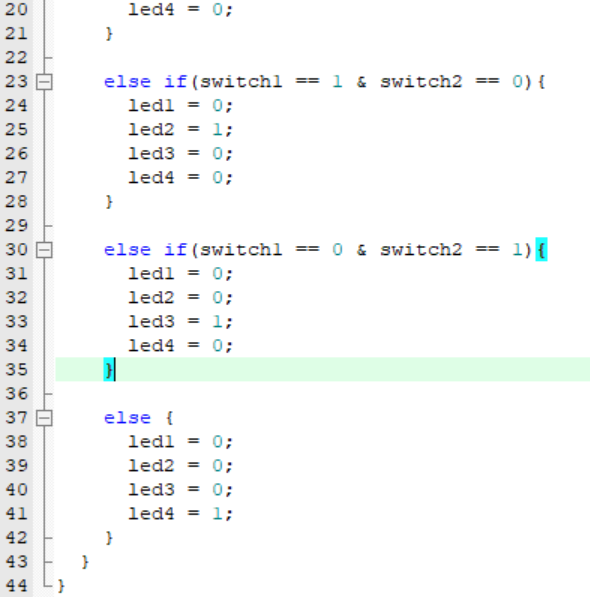 20 led4 = 0;
21 }
22
23 else if(switch1 == 1 & switch2 == 0){
24 led1 = 0;
25 led2 = 1;
26 led3 = 0;
27 led4 = 0;
28 }
29
30 else if(switch1 == 0 & switch2 == 1){
31 led1 = 0;
32 led2 = 0;
33 led3 = 1;
34 led4 = 0;
35 }
36
37 else {
38 led1 = 0;
39 led2 = 0;
40 led3 = 0;
41 led4 = 1;
42 }
43 }
44 }